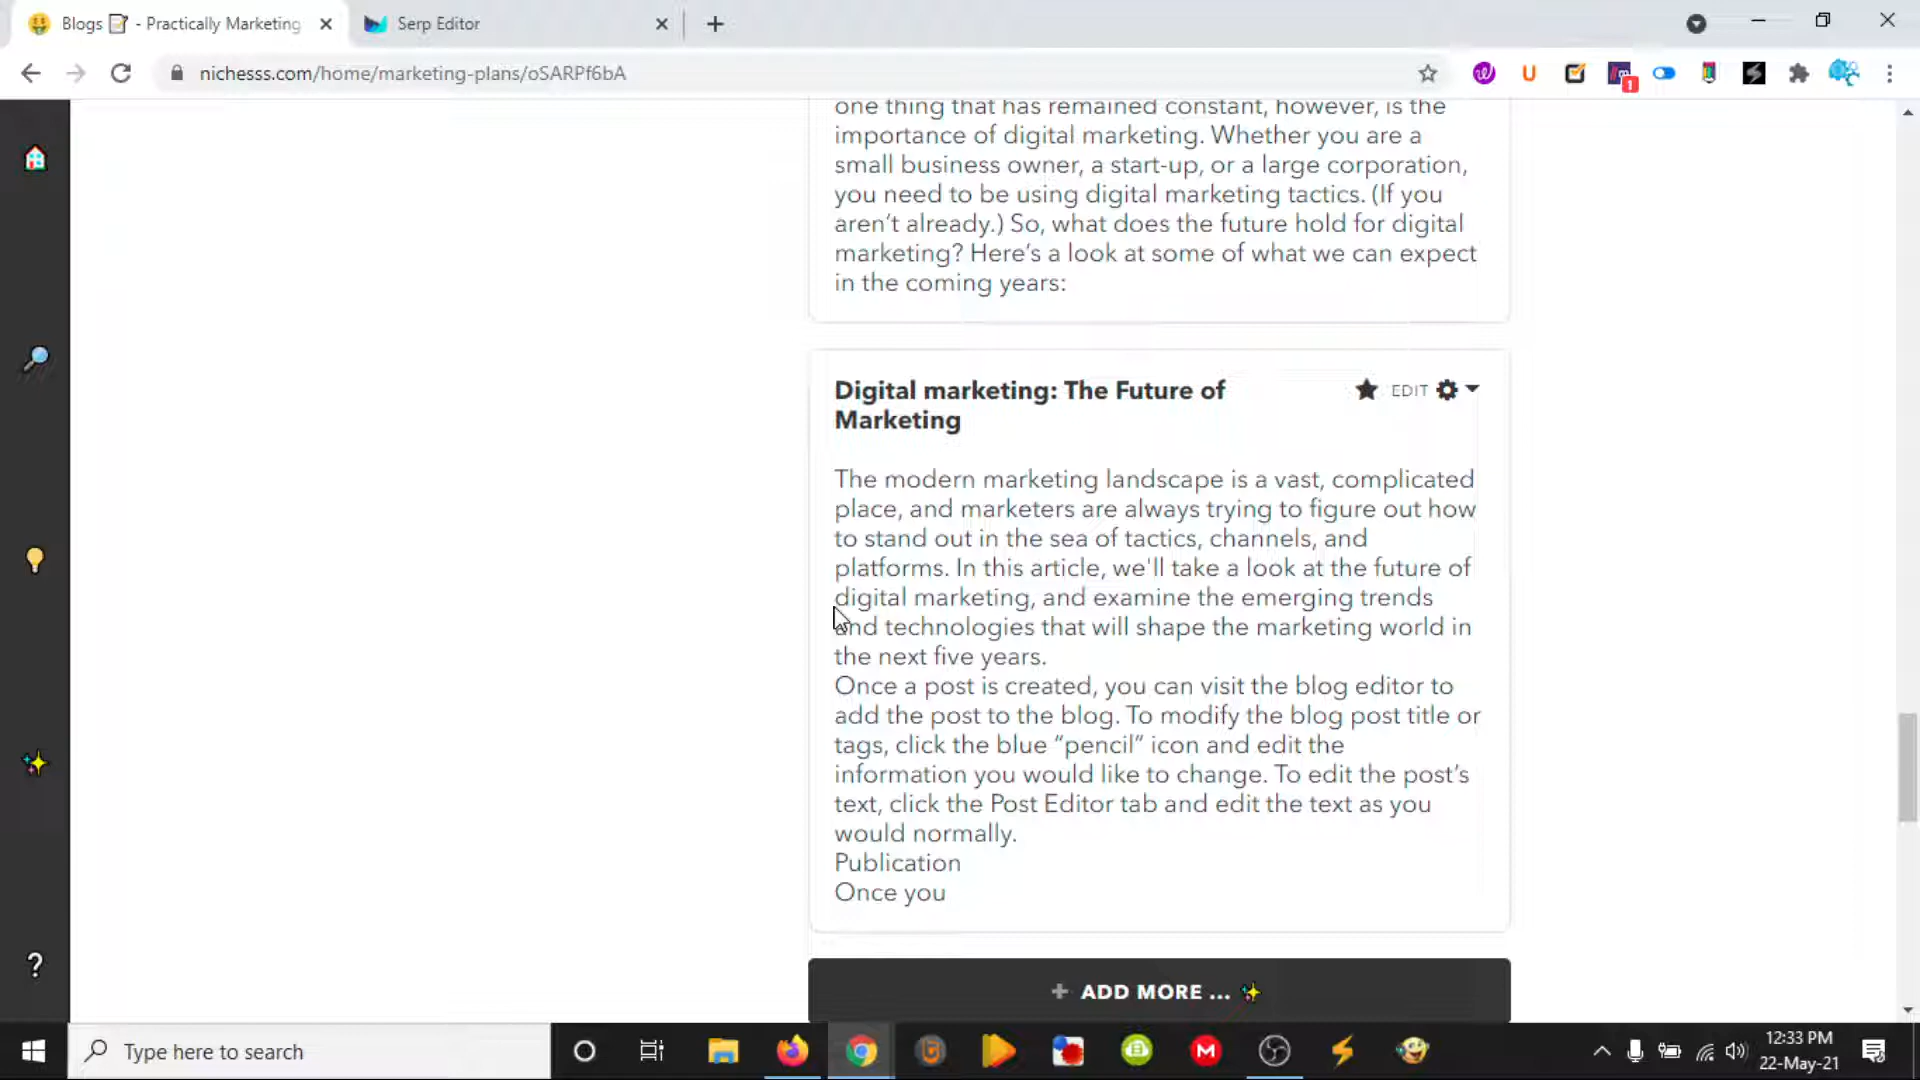 Blogs 📝 - Practically Marketing
Serp Editor
nichesss.com/home/marketing-plans/oSARPf6bA
1
one thing that has remained constant, however, is the
importance of digital marketing. Whether you are a
small business owner, a start-up, or a large corporation,
you need to be using digital marketing tactics. (If you
aren’t already.) So, what does the future hold for digital
marketing? Here’s a look at some of what we can expect
in the coming years:
Digital marketing: The Future of
Marketing
EDIT
The modern marketing landscape is a vast, complicated
place, and marketers are always trying to figure out how
to stand out in the sea of tactics, channels, and
platforms. In this article, we'll take a look at the future of
digital marketing, and examine the emerging trends
and technologies that will shape the marketing world in
the next five years.
Once a post is created, you can visit the blog editor to
add the post to the blog. To modify the blog post title or
tags, click the blue “pencil” icon and edit the
information you would like to change. To edit the post’s
text, click the Post Editor tab and edit the text as you
would normally.
Publication
Once you
+ ADD MORE ... ✨
Type here to search
12:33 PM
22-May-21